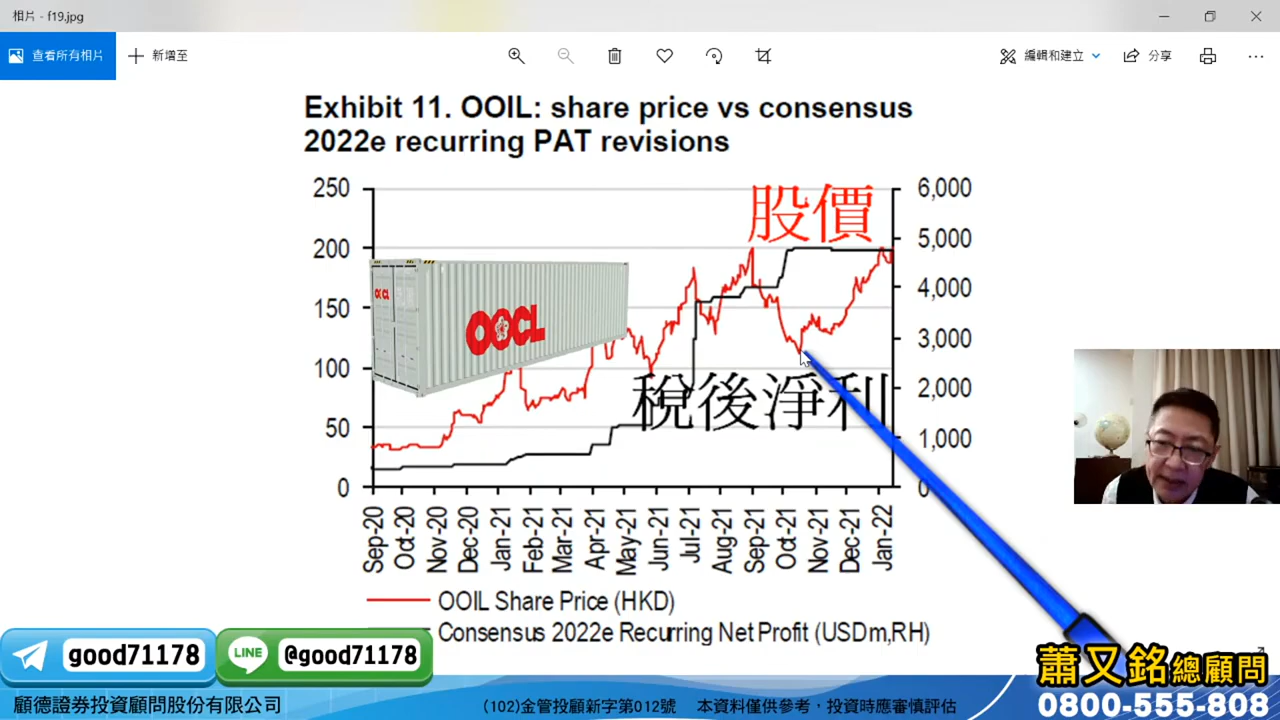 相片 - f19.jpg
查看所有相片
新增至
編輯和建立
分享
Exhibit 11. OOIL: share price vs consensus
2022e recurring PAT revisions
250
200
150
100
50
0
6,000
5,000
4,000
3,000
2,000
1,000
0
股價
OOCL
OOCL
稅後淨利
Sep-20
Oct-20
Nov-20
Dec-20
Jan-21
Feb-21
Mar-21
Apr-21
May-21
Jun-21
Jul-21
Aug-21
Sep-21
Oct-21
Nov-21
Dec-21
Jan-22
OOIL Share Price (HKD)
Consensus 2022e Recurring Net Profit (USDm,RH)
good71178
LINE
@good71178
蕭又銘總顧問
0800-555-808
顧德證券投資顧問股份有限公司
(102)金管投顧新字第012號
本資料僅供參考，投資時應審慎評估